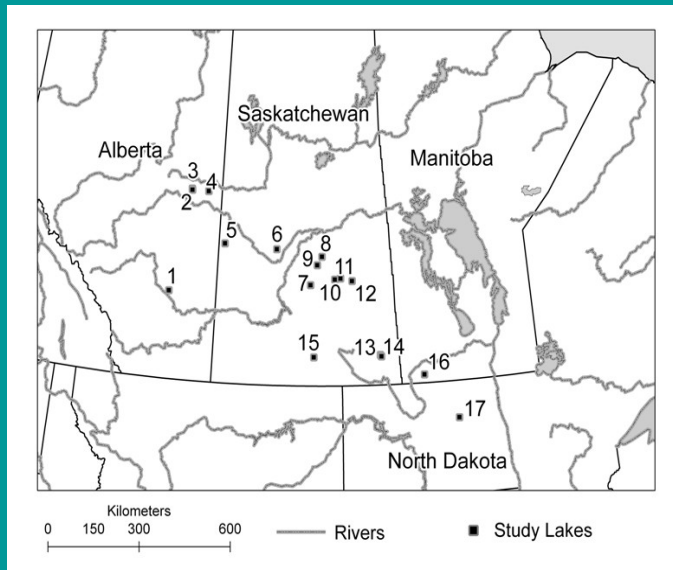 Saskatchewan
Alberta
Manitoba
3
4
2
5
6
8
9
11
7
10
12
1
15
13
14
16
17
North Dakota
Kilometers
0 150 300 600
Rivers
Study Lakes